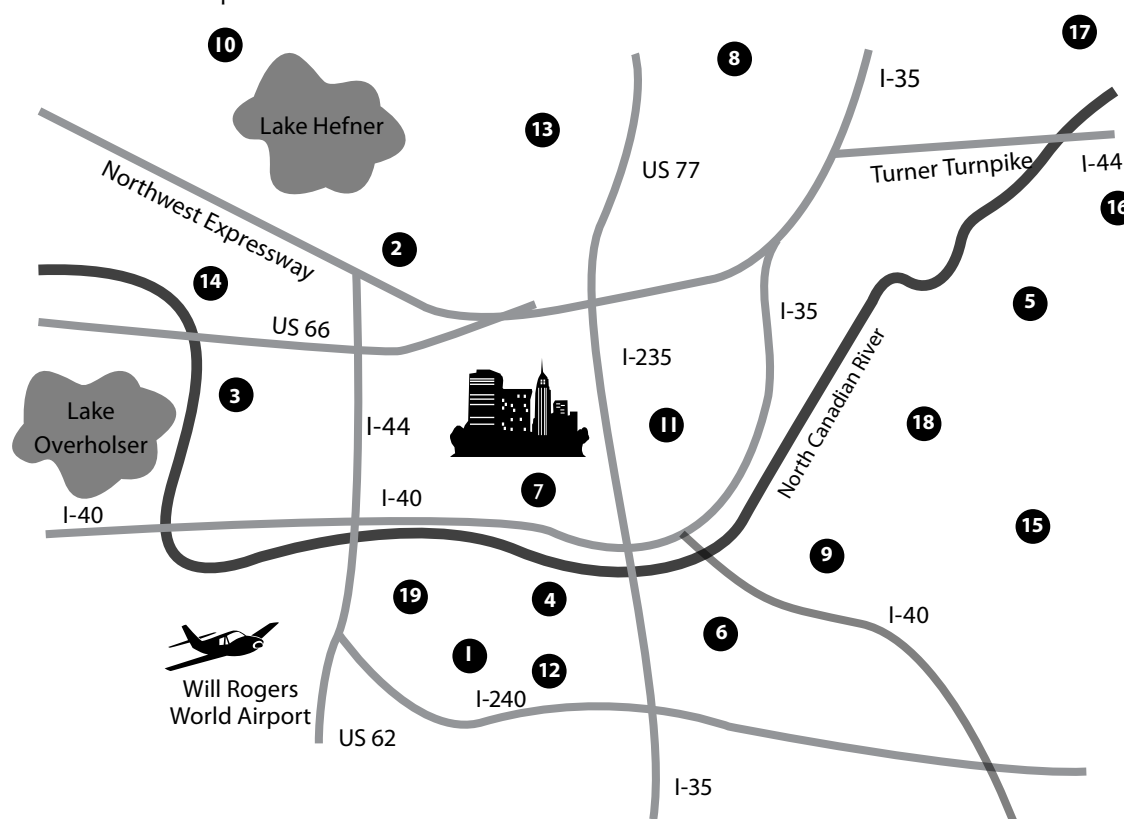 17
10
8
I-35
Lake Hefner
13
Turner Turnpike
I-44
US 77
Northwest Expressway
16
2
14
5
I-35
US 66
I-235
3
Lake
Overholser
I-44
11
18
North Canadian River
7
I-40
I-40
15
9
19
4
I-40
6
1
12
Will Rogers
World Airport
I-240
US 62
I-35